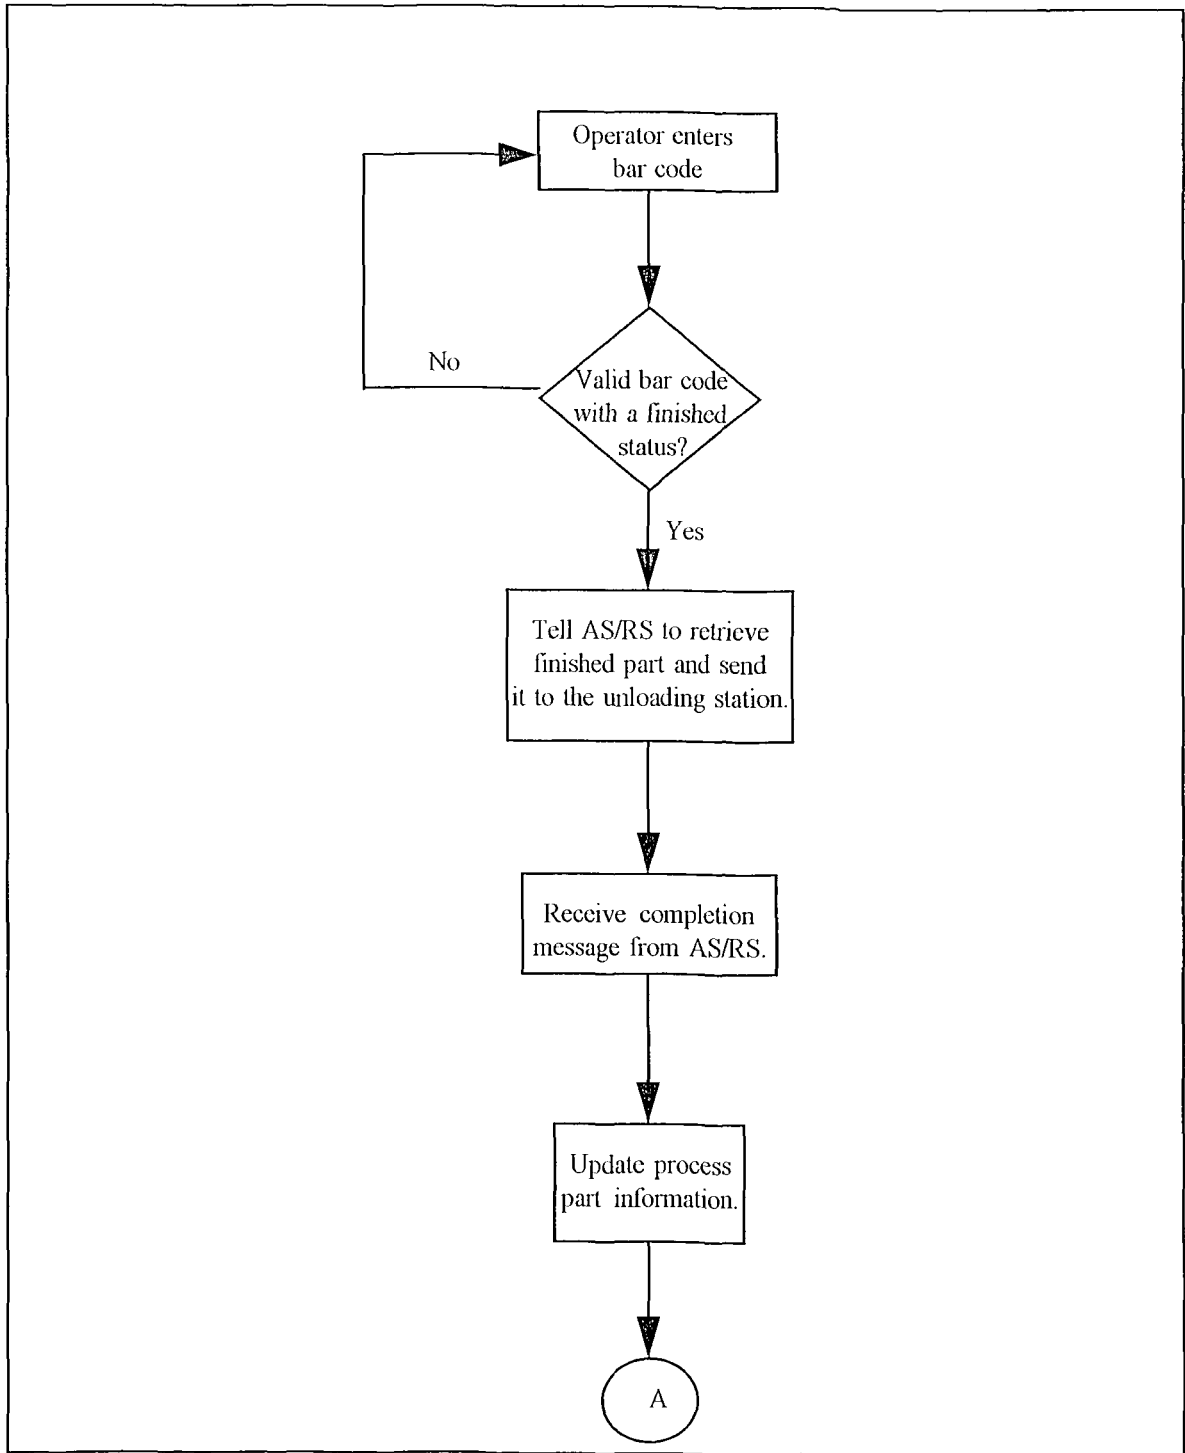 Operator enters
bar code
No
Valid bar code
with a finished
status?
Yes
Tell AS/RS to retrieve
finished part and send
it to the unloading station.
Receive completion
message from AS/RS.
Update process
part information.
A